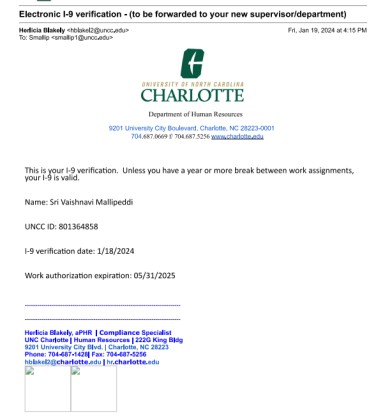 Electronic I-9 verification - (to be forwarded to your new supervisor/department)
Herlicia Blakely <hblakel2@uncc.edu>
Fri, Jan 19, 2024 at 4:15 PM
To: Smallip <smallip1@uncc.edu>
UNIVERSITY OF NORTH CAROLINA
CHARLOTTE
Department of Human Resources
9201 University City Boulevard, Charlotte, NC 28223-0001
704.687.0669 f/ 704.687.5256 www.charlotte.edu
This is your I-9 verification. Unless you have a year or more break between work assignments,
your I-9 is valid.
Name: Sri Vaishnavi Mallipeddi
UNCC ID: 801364858
I-9 verification date: 1/18/2024
Work authorization expiration: 05/31/2025
Herlicia Blakely, aPHR | Compliance Specialist
UNC Charlotte | Human Resources | 222G King Bldg
9201 University City Blvd. | Charlotte, NC 28223
Phone: 704-687-1428| Fax: 704-687-5256
hblakel2@charlotte.edu | hr.charlotte.edu